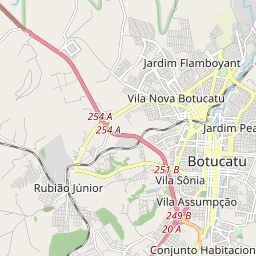 Jardim Flamboyant
Vila Nova Botucatu
254 A
254 A
Jardim Pea
Botucatu
251 B
Vila Sônia
Rubião Júnior
Vila Assumpção
249 B
20 A
Conjunto Habitacion